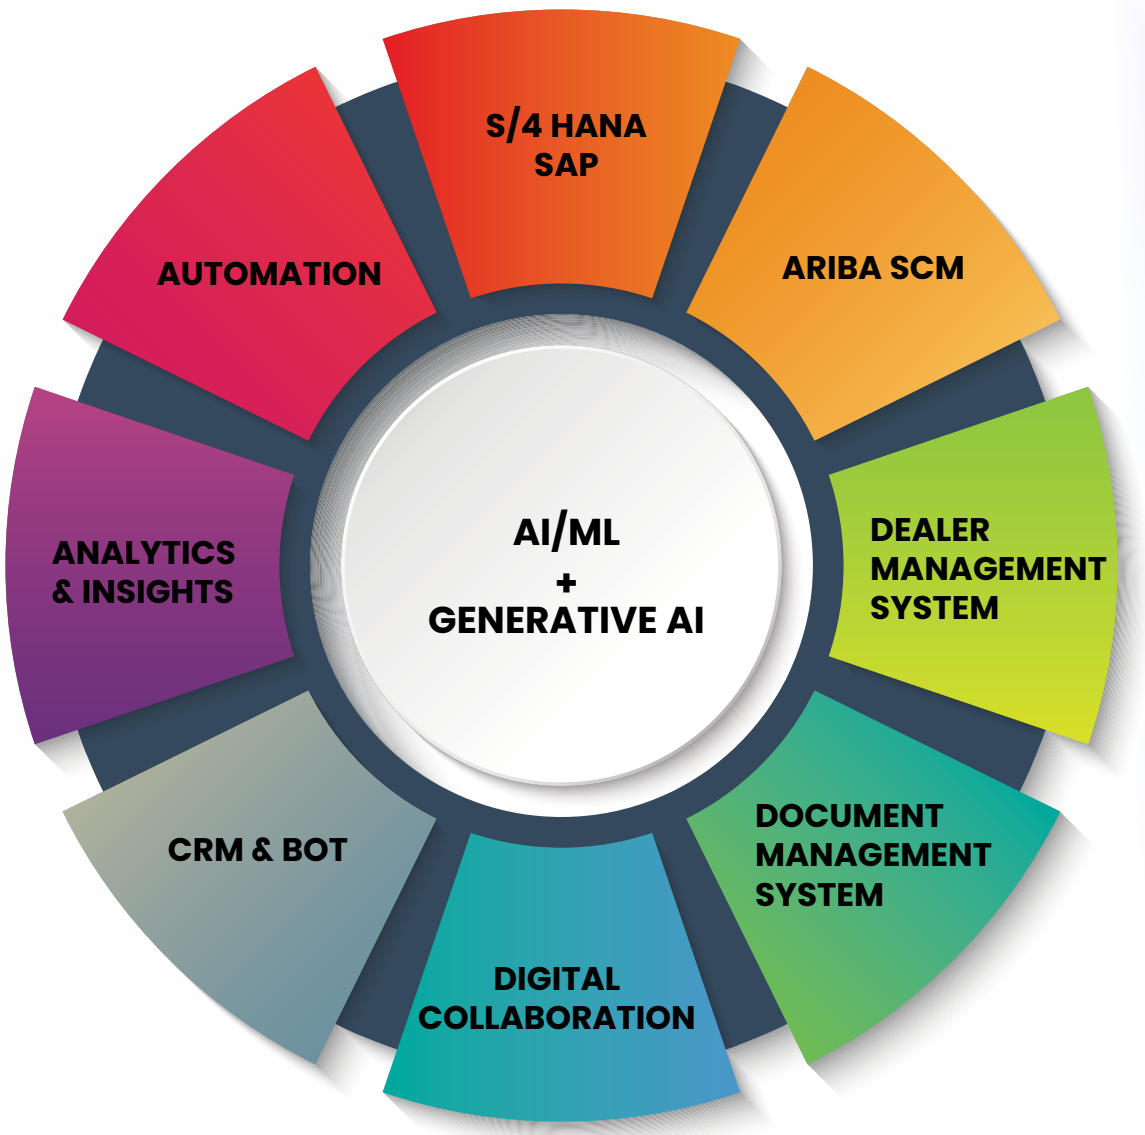 S/4 HANA
SAP
ARIBA SCM
DEALER
MANAGEMENT
SYSTEM
DOCUMENT
MANAGEMENT
SYSTEM
DIGITAL
COLLABORATION
CRM & BOT
ANALYTICS
& INSIGHTS
AUTOMATION
AI/ML
+
GENERATIVE AI